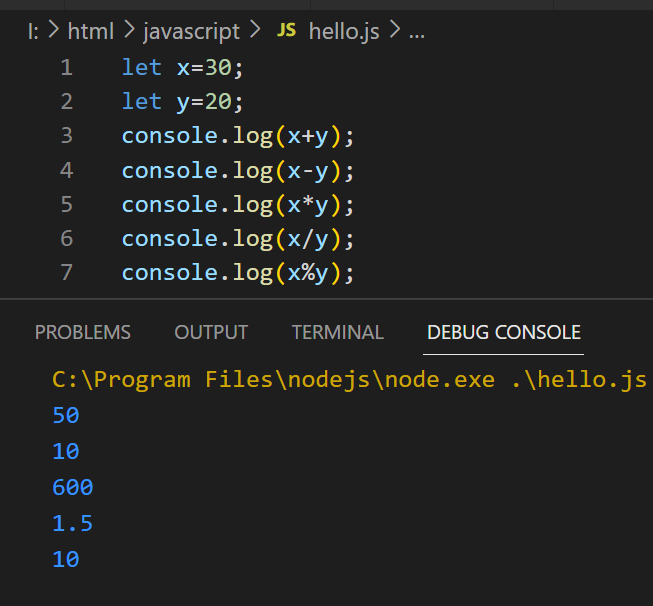 I: > html > javascript > JS hello.js > ...
1 let x=30;
2 let y=20;
3 console.log(x+y);
4 console.log(x-y);
5 console.log(x*y);
6 console.log(x/y);
7 console.log(x%y);
PROBLEMS OUTPUT TERMINAL DEBUG CONSOLE
C:\Program Files\nodejs\node.exe .\hello.js
50
10
600
1.5
10